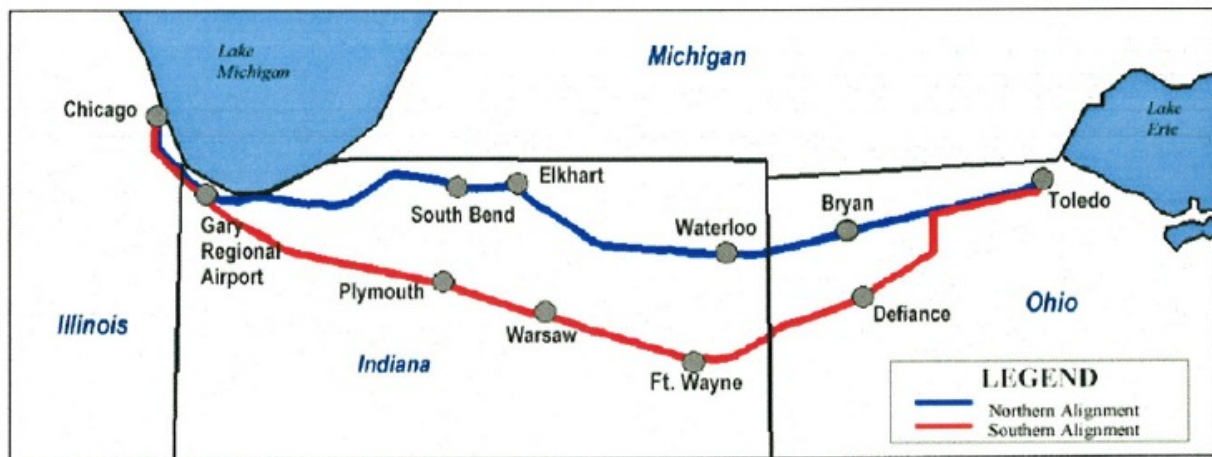 Lake
Michigan
Michigan
Chicago
Lake
Erie
Elkhart
South Bend
Gary
Regional
Airport
Waterloo
Bryan
Toledo
Plymouth
Warsaw
Defiance
Ft. Wayne
Illinois
Indiana
Ohio
LEGEND
Northern Alignment
Southern Alignment